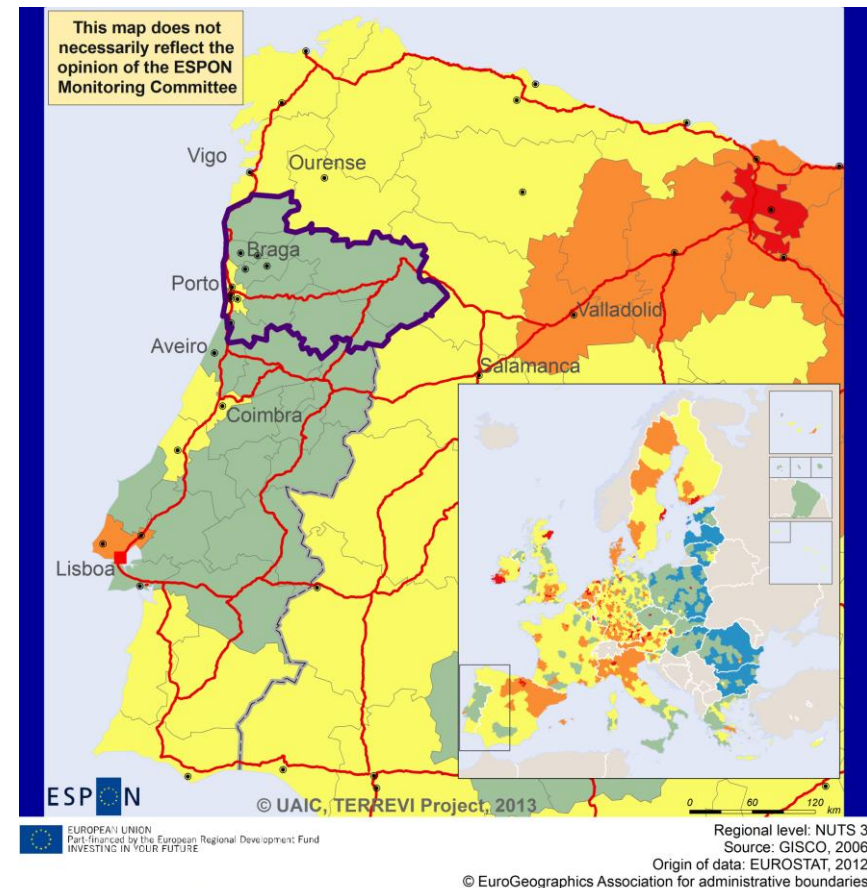 This map does not
necessarily reflect the
opinion of the ESPON
Monitoring Committee
Vigo
Ourense
Braga
Porto
Valladolid
Aveiro
Salamanca
Coimbra
Lisboa
ESPON
© UAIC, TERREVI Project, 2013
0 60 120
km
EUROPEAN UNION
Part-financed by the European Regional Development Fund
INVESTING IN YOUR FUTURE
Regional level: NUTS 3
Source: GISCO, 2006
Origin of data: EUROSTAT, 2012
© EuroGeographics Association for administrative boundaries